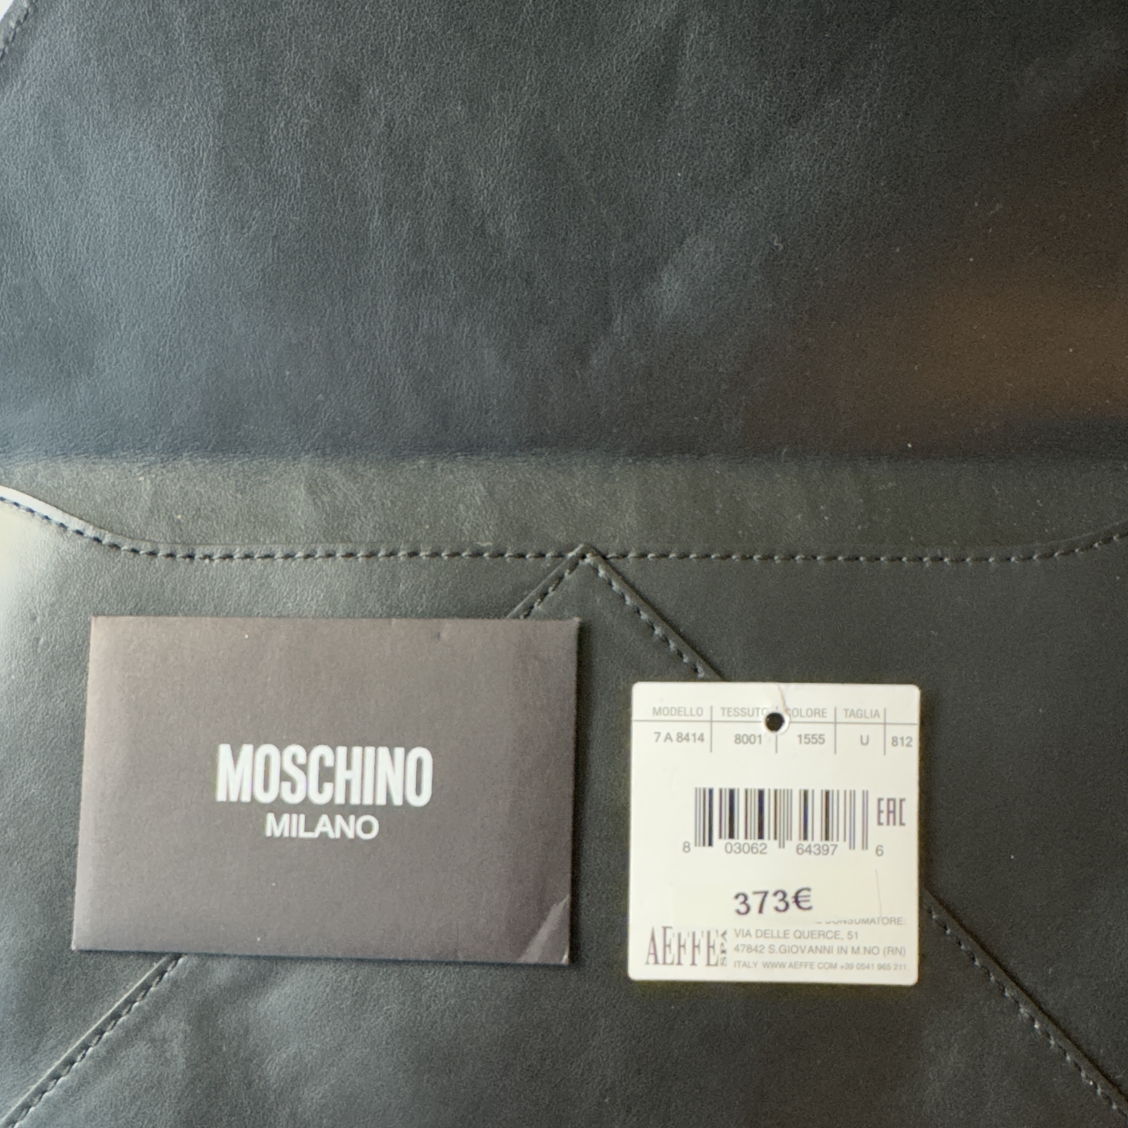 MOSCHINO
MILANO
MODELLO TESSUTO COLORE TAGLIA
7 A 8414 8001 1555 U 812
EAC
8 03062 64397 6
373€
CONSUMATORE:
AEFFE SPA
VIA DELLE QUERCE, 51
47842 S.GIOVANNI IN M.NO (RN)
ITALY WWW.AEFFE.COM +39 0541 965 211